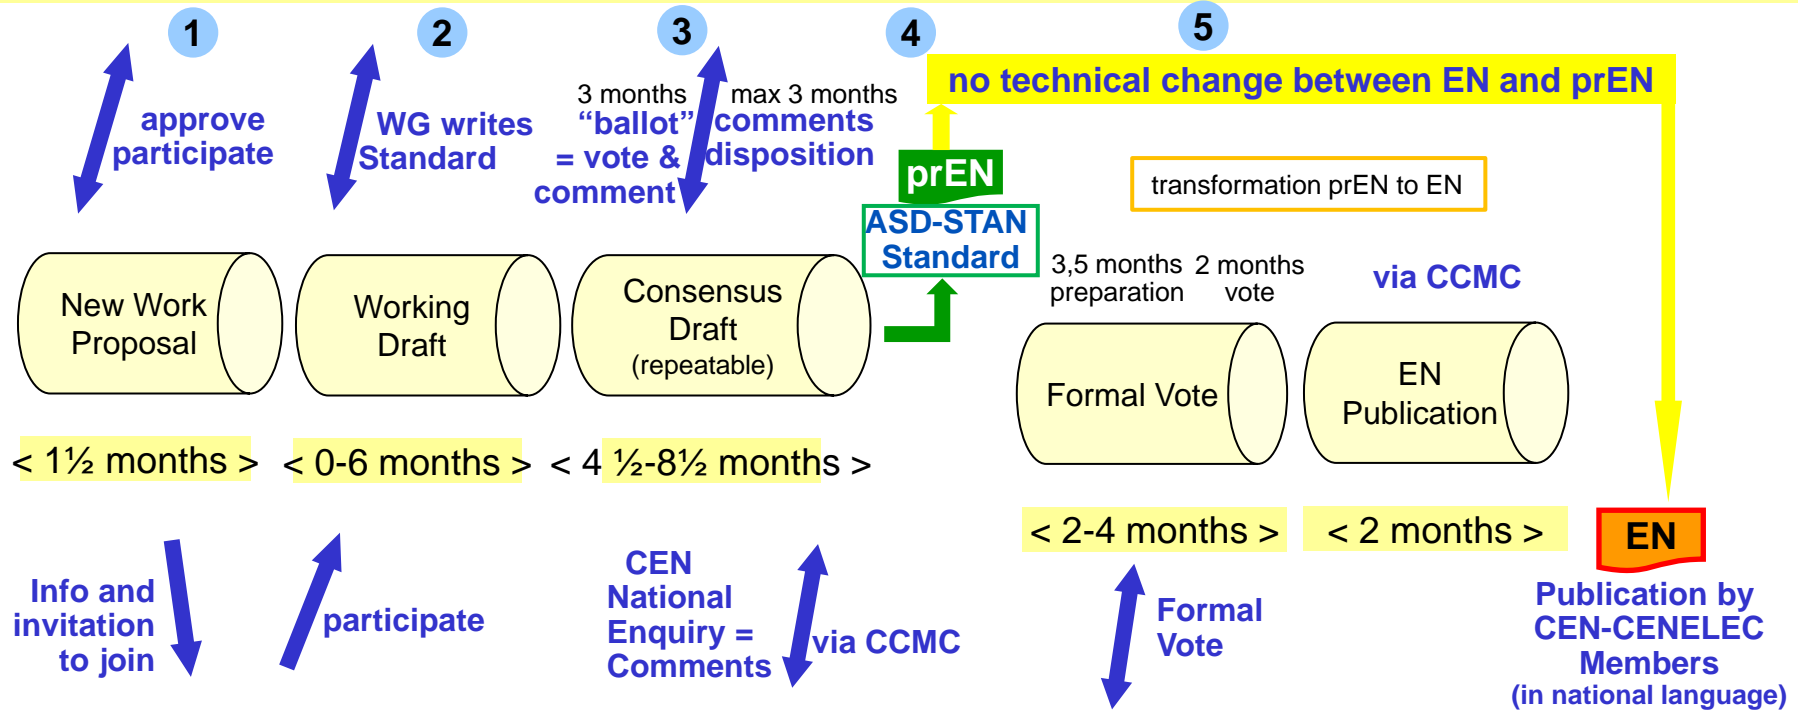 1
2
3
4
5
approve
participate
WG writes
Standard
3 months
“ballot”
= vote &
comment
max 3 months
comments
disposition
no technical change between EN and prEN
prEN
ASD-STAN
Standard
transformation prEN to EN
New Work
Proposal
Working
Draft
Consensus
Draft
(repeatable)
3,5 months
preparation
2 months
vote
via CCMC
Formal Vote
EN
Publication
< 1½ months >
< 0-6 months >
< 4 ½-8½ months >
< 2-4 months >
< 2 months >
EN
Info and
invitation
to join
participate
CEN
National
Enquiry =
Comments
via CCMC
Formal
Vote
Publication by
CEN-CENELEC
Members
(in national language)